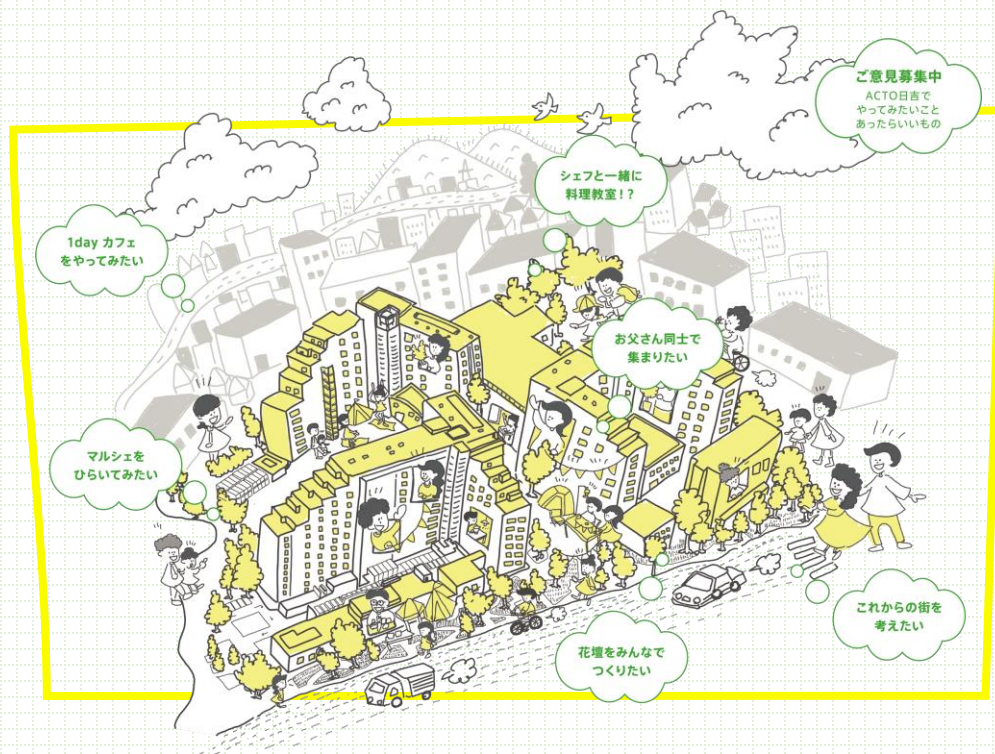 ご意見募集中
ACTO日吉で
やってみたいこと
あったらいいもの
シェフと一緒に
料理教室！？
1day カフェ
をやってみたい
お父さん同士で
集まりたい
マルシェを
ひらいてみたい
これからの街を
考えたい
花壇をみんなで
つくりたい